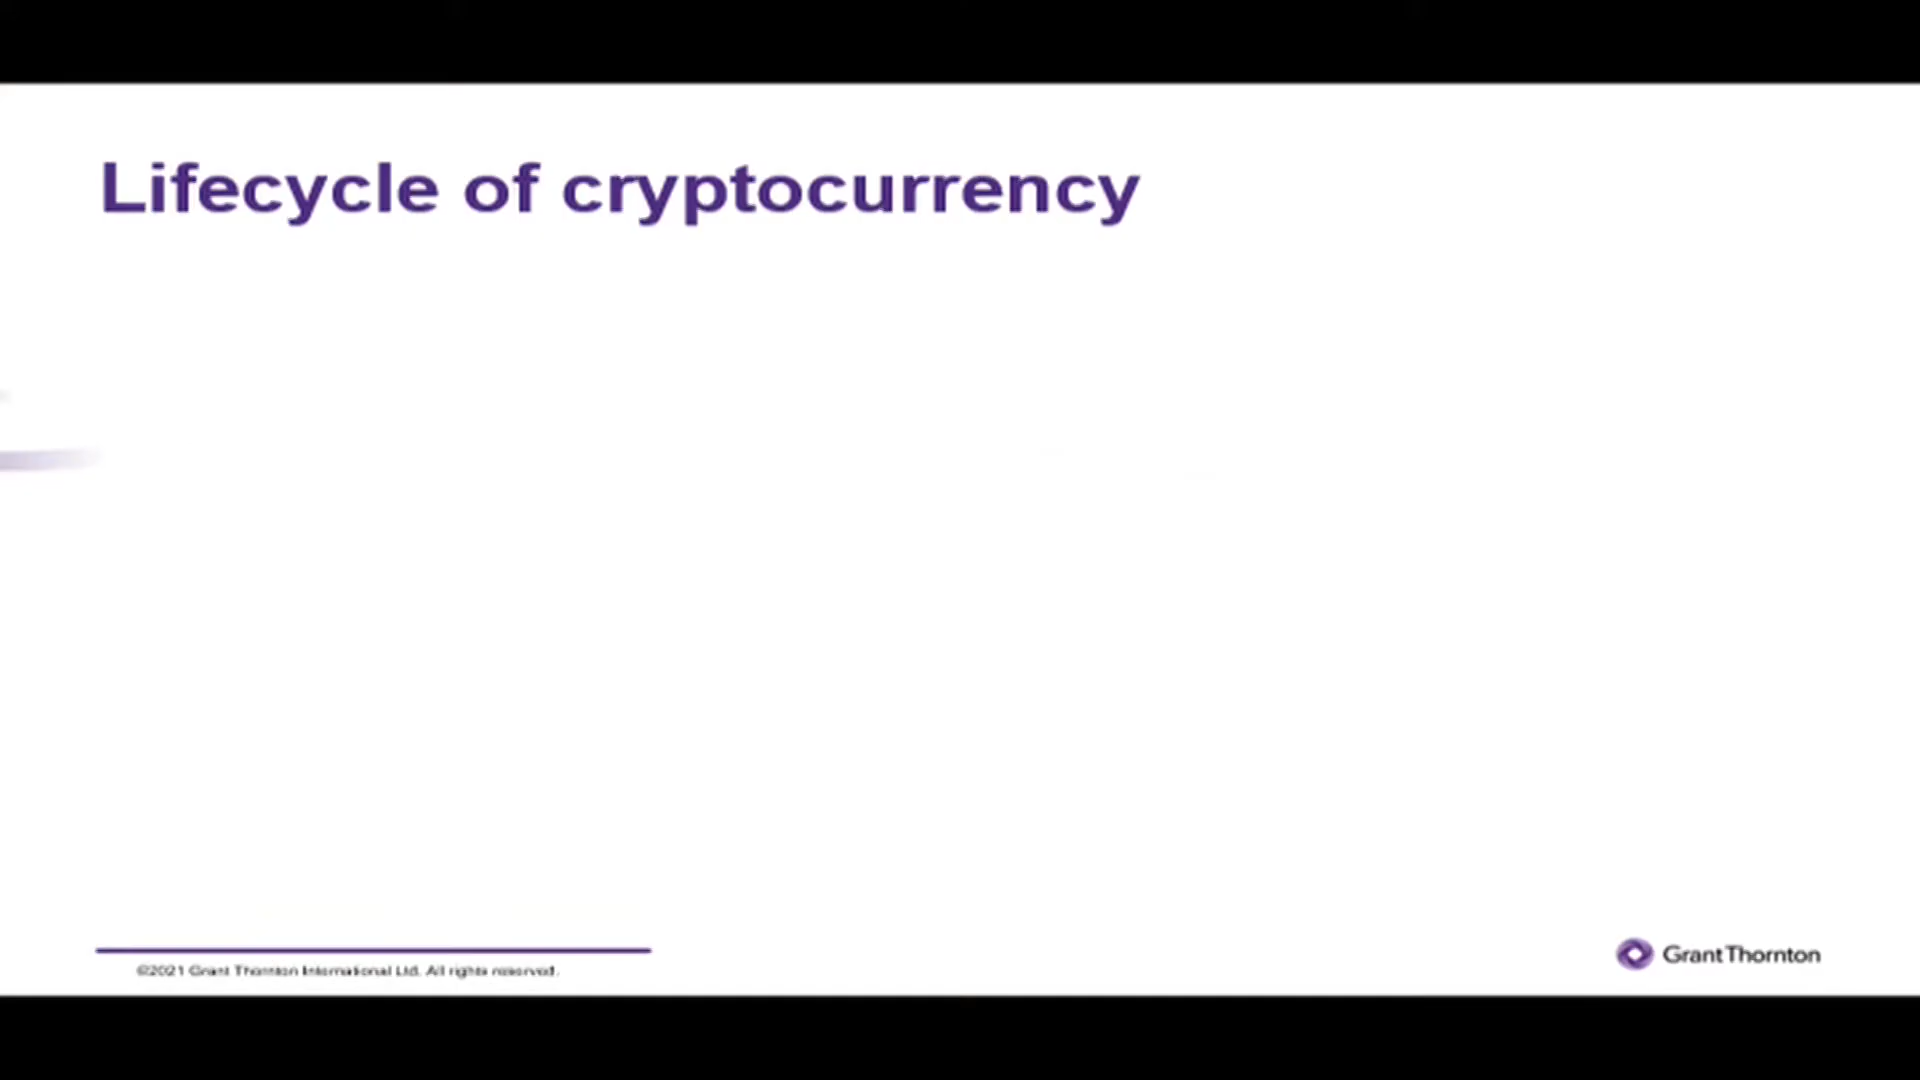 Lifecycle of cryptocurrency
©2021 Grant Thornton International Ltd. All rights reserved.
Grant Thornton